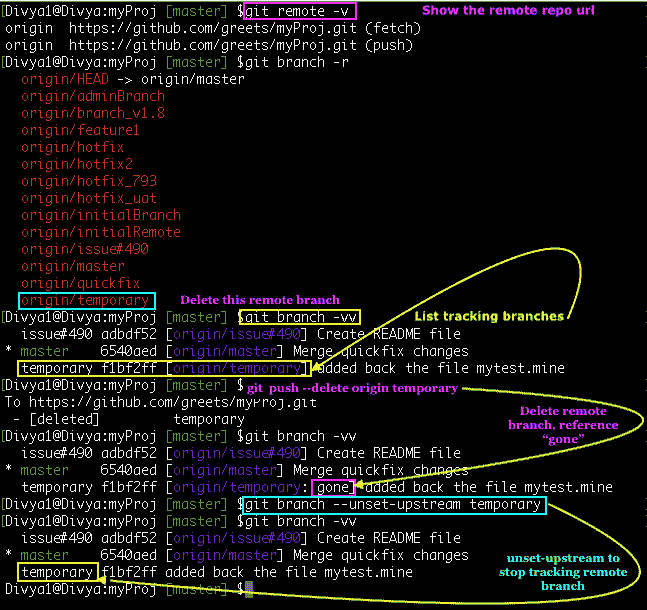 [Divya1@Divya:myProj [master] $git remote -v
Show the remote repo url
origin  https://github.com/greets/myProj.git (fetch)
origin  https://github.com/greets/myProj.git (push)
[Divya1@Divya:myProj [master] $git branch -r
origin/HEAD -> origin/master
origin/adminBranch
origin/branch_v1.8
origin/feature1
origin/hotfix
origin/hotfix2
origin/hotfix_793
origin/hotfix_uat
origin/initialBranch
origin/initialRemote
origin/issue#490
origin/master
origin/quickfix
origin/temporary
Delete this remote branch
[Divya1@Divya:myProj [master] $git branch -vv
List tracking branches
issue#490 adbdf52 [origin/issue#490] Create README file
* master    6540aed [origin/master] Merge quickfix changes
temporary f1bf2ff [origin/temporary] added back the file mytest.mine
[Divya1@Divya:myProj [master] $git push --delete origin temporary
To https://github.com/greets/myProj.git
- [deleted]         temporary
Delete remote
branch, reference
“gone”
[Divya1@Divya:myProj [master] $git branch -vv
issue#490 adbdf52 [origin/issue#490] Create README file
* master    6540aed [origin/master] Merge quickfix changes
temporary f1bf2ff [origin/temporary: gone] added back the file mytest.mine
[Divya1@Divya:myProj [master] $git branch --unset-upstream temporary
[Divya1@Divya:myProj [master] $git branch -vv
issue#490 adbdf52 [origin/issue#490] Create README file
* master    6540aed [origin/master] Merge quickfix changes
temporary f1bf2ff added back the file mytest.mine
unset-upstream to
stop tracking remote
branch
Divya1@Divya:myProj [master] $